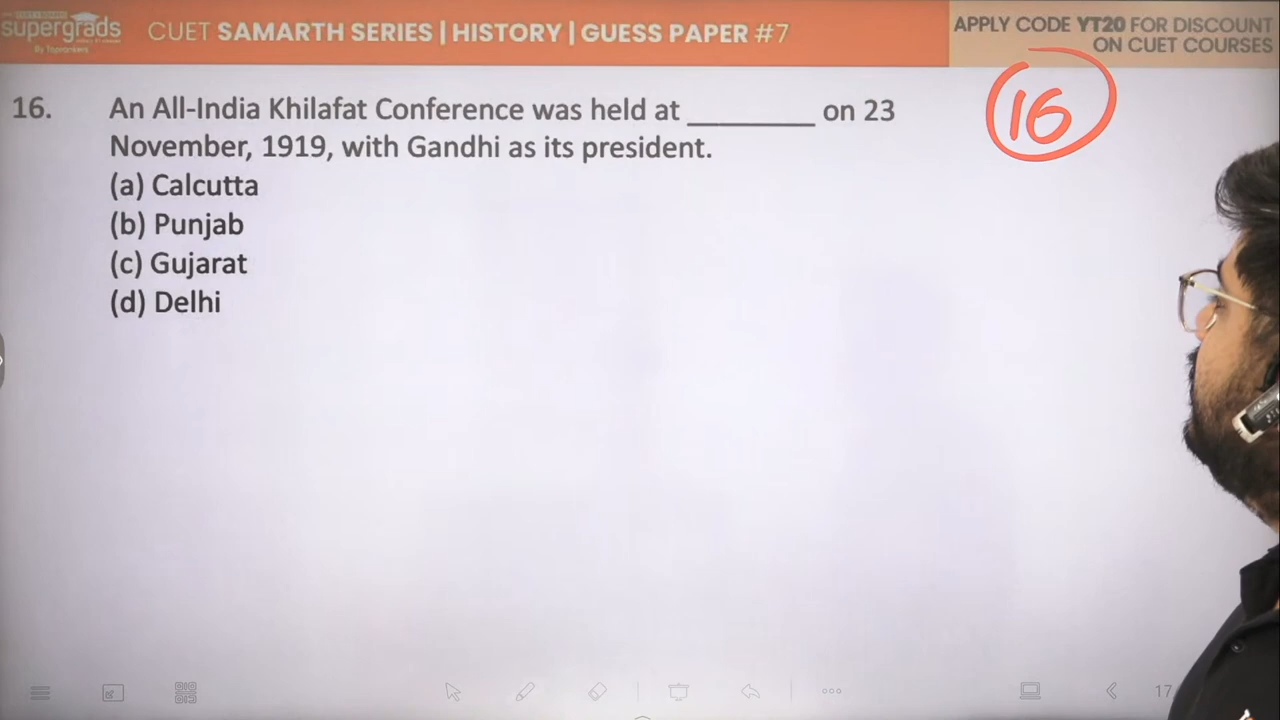 supergrads
By Toprankers
CUET SAMARTH SERIES | HISTORY | GUESS PAPER #7
APPLY CODE YT20 FOR DISCOUNT
ON CUET COURSES
16
16. An All-India Khilafat Conference was held at _________ on 23
November, 1919, with Gandhi as its president.
(a) Calcutta
(b) Punjab
(c) Gujarat
(d) Delhi
17